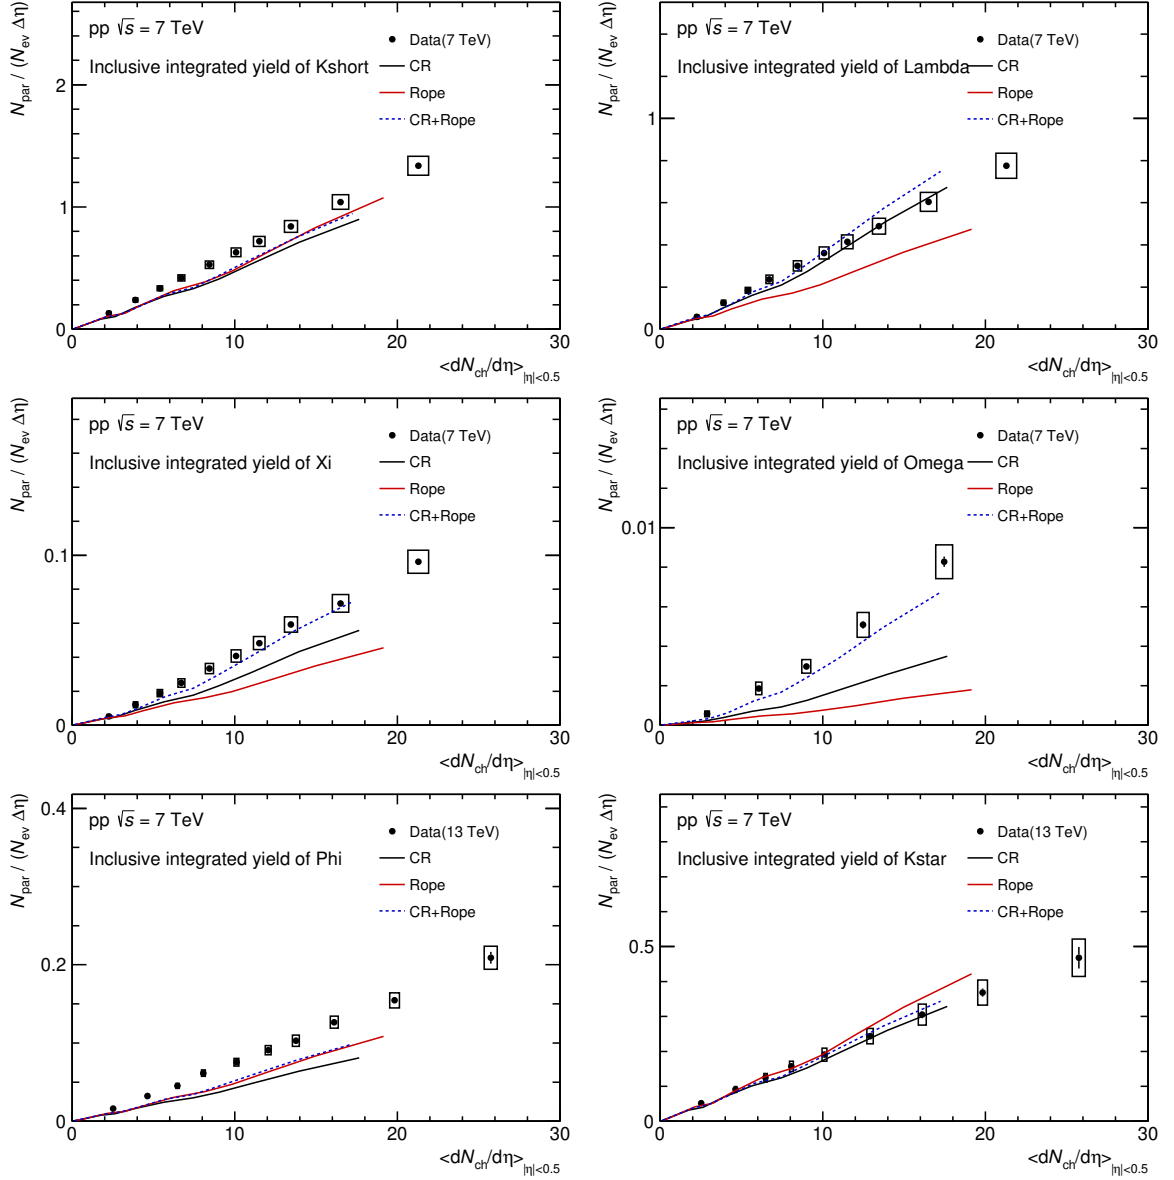 pp √s = 7 TeV
Inclusive integrated yield of Kshort
Data(7 TeV)
CR
Rope
CR+Rope
N_par / (N_ev Δη)
2
1
0
0 10 20 30
<dN_ch/dη>_|η|<0.5
pp √s = 7 TeV
Inclusive integrated yield of Lambda
Data(7 TeV)
CR
Rope
CR+Rope
N_par / (N_ev Δη)
1
0
0 10 20 30
<dN_ch/dη>_|η|<0.5
pp √s = 7 TeV
Inclusive integrated yield of Xi
Data(7 TeV)
CR
Rope
CR+Rope
N_par / (N_ev Δη)
0.1
0
0 10 20 30
<dN_ch/dη>_|η|<0.5
pp √s = 7 TeV
Inclusive integrated yield of Omega
Data(7 TeV)
CR
Rope
CR+Rope
N_par / (N_ev Δη)
0.01
0
0 10 20 30
<dN_ch/dη>_|η|<0.5
pp √s = 7 TeV
Inclusive integrated yield of Phi
Data(13 TeV)
CR
Rope
CR+Rope
N_par / (N_ev Δη)
0.4
0.2
0
0 10 20 30
<dN_ch/dη>_|η|<0.5
pp √s = 7 TeV
Inclusive integrated yield of Kstar
Data(13 TeV)
CR
Rope
CR+Rope
N_par / (N_ev Δη)
0.5
0
0 10 20 30
<dN_ch/dη>_|η|<0.5